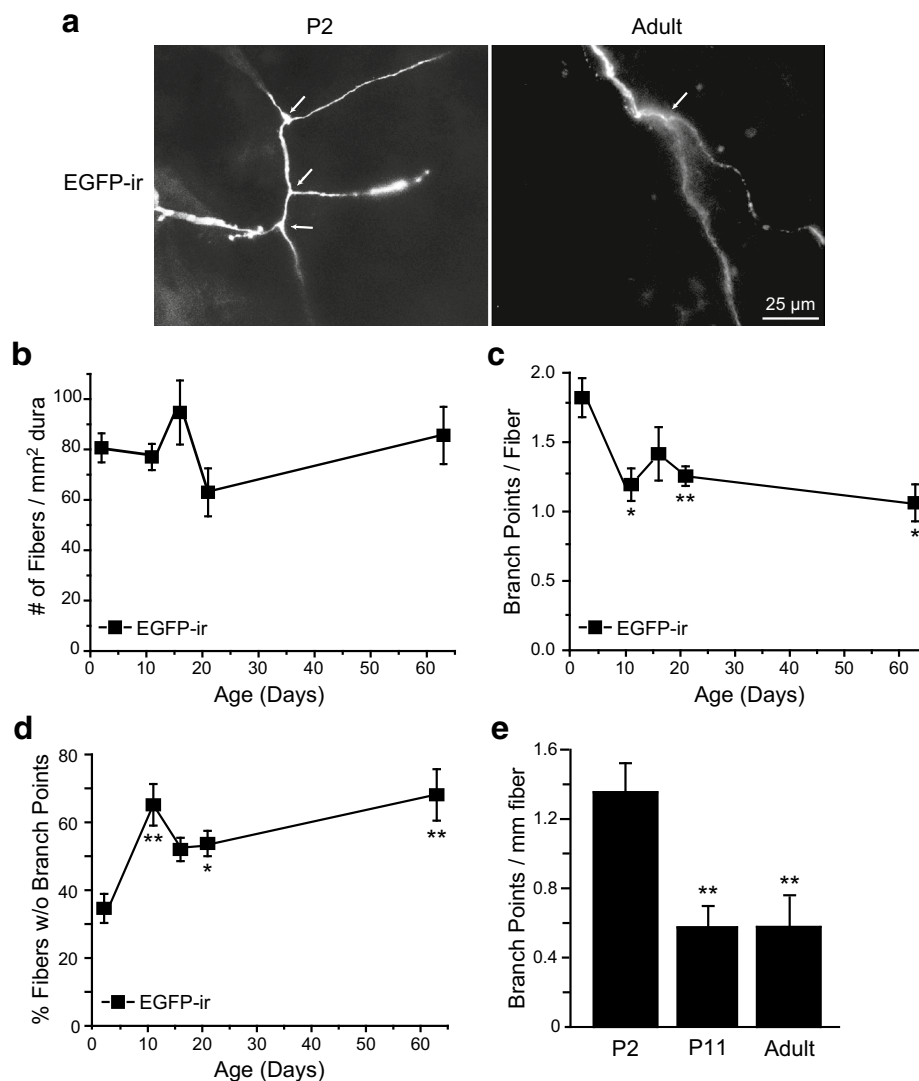 a
P2
Adult
EGFP-ir
25 µm
b
# of Fibers / mm² dura
100
80
60
40
20
0
EGFP-ir
0 10 20 30 40 50 60
Age (Days)
c
Branch Points / Fiber
2.0
1.5
1.0
0.5
0.0
*
**
*
EGFP-ir
0 10 20 30 40 50 60
Age (Days)
d
% Fibers w/o Branch Points
80
60
40
20
0
**
*
**
EGFP-ir
0 10 20 30 40 50 60
Age (Days)
e
Branch Points / mm fiber
1.6
1.2
0.8
0.4
0
**
**
P2 P11 Adult